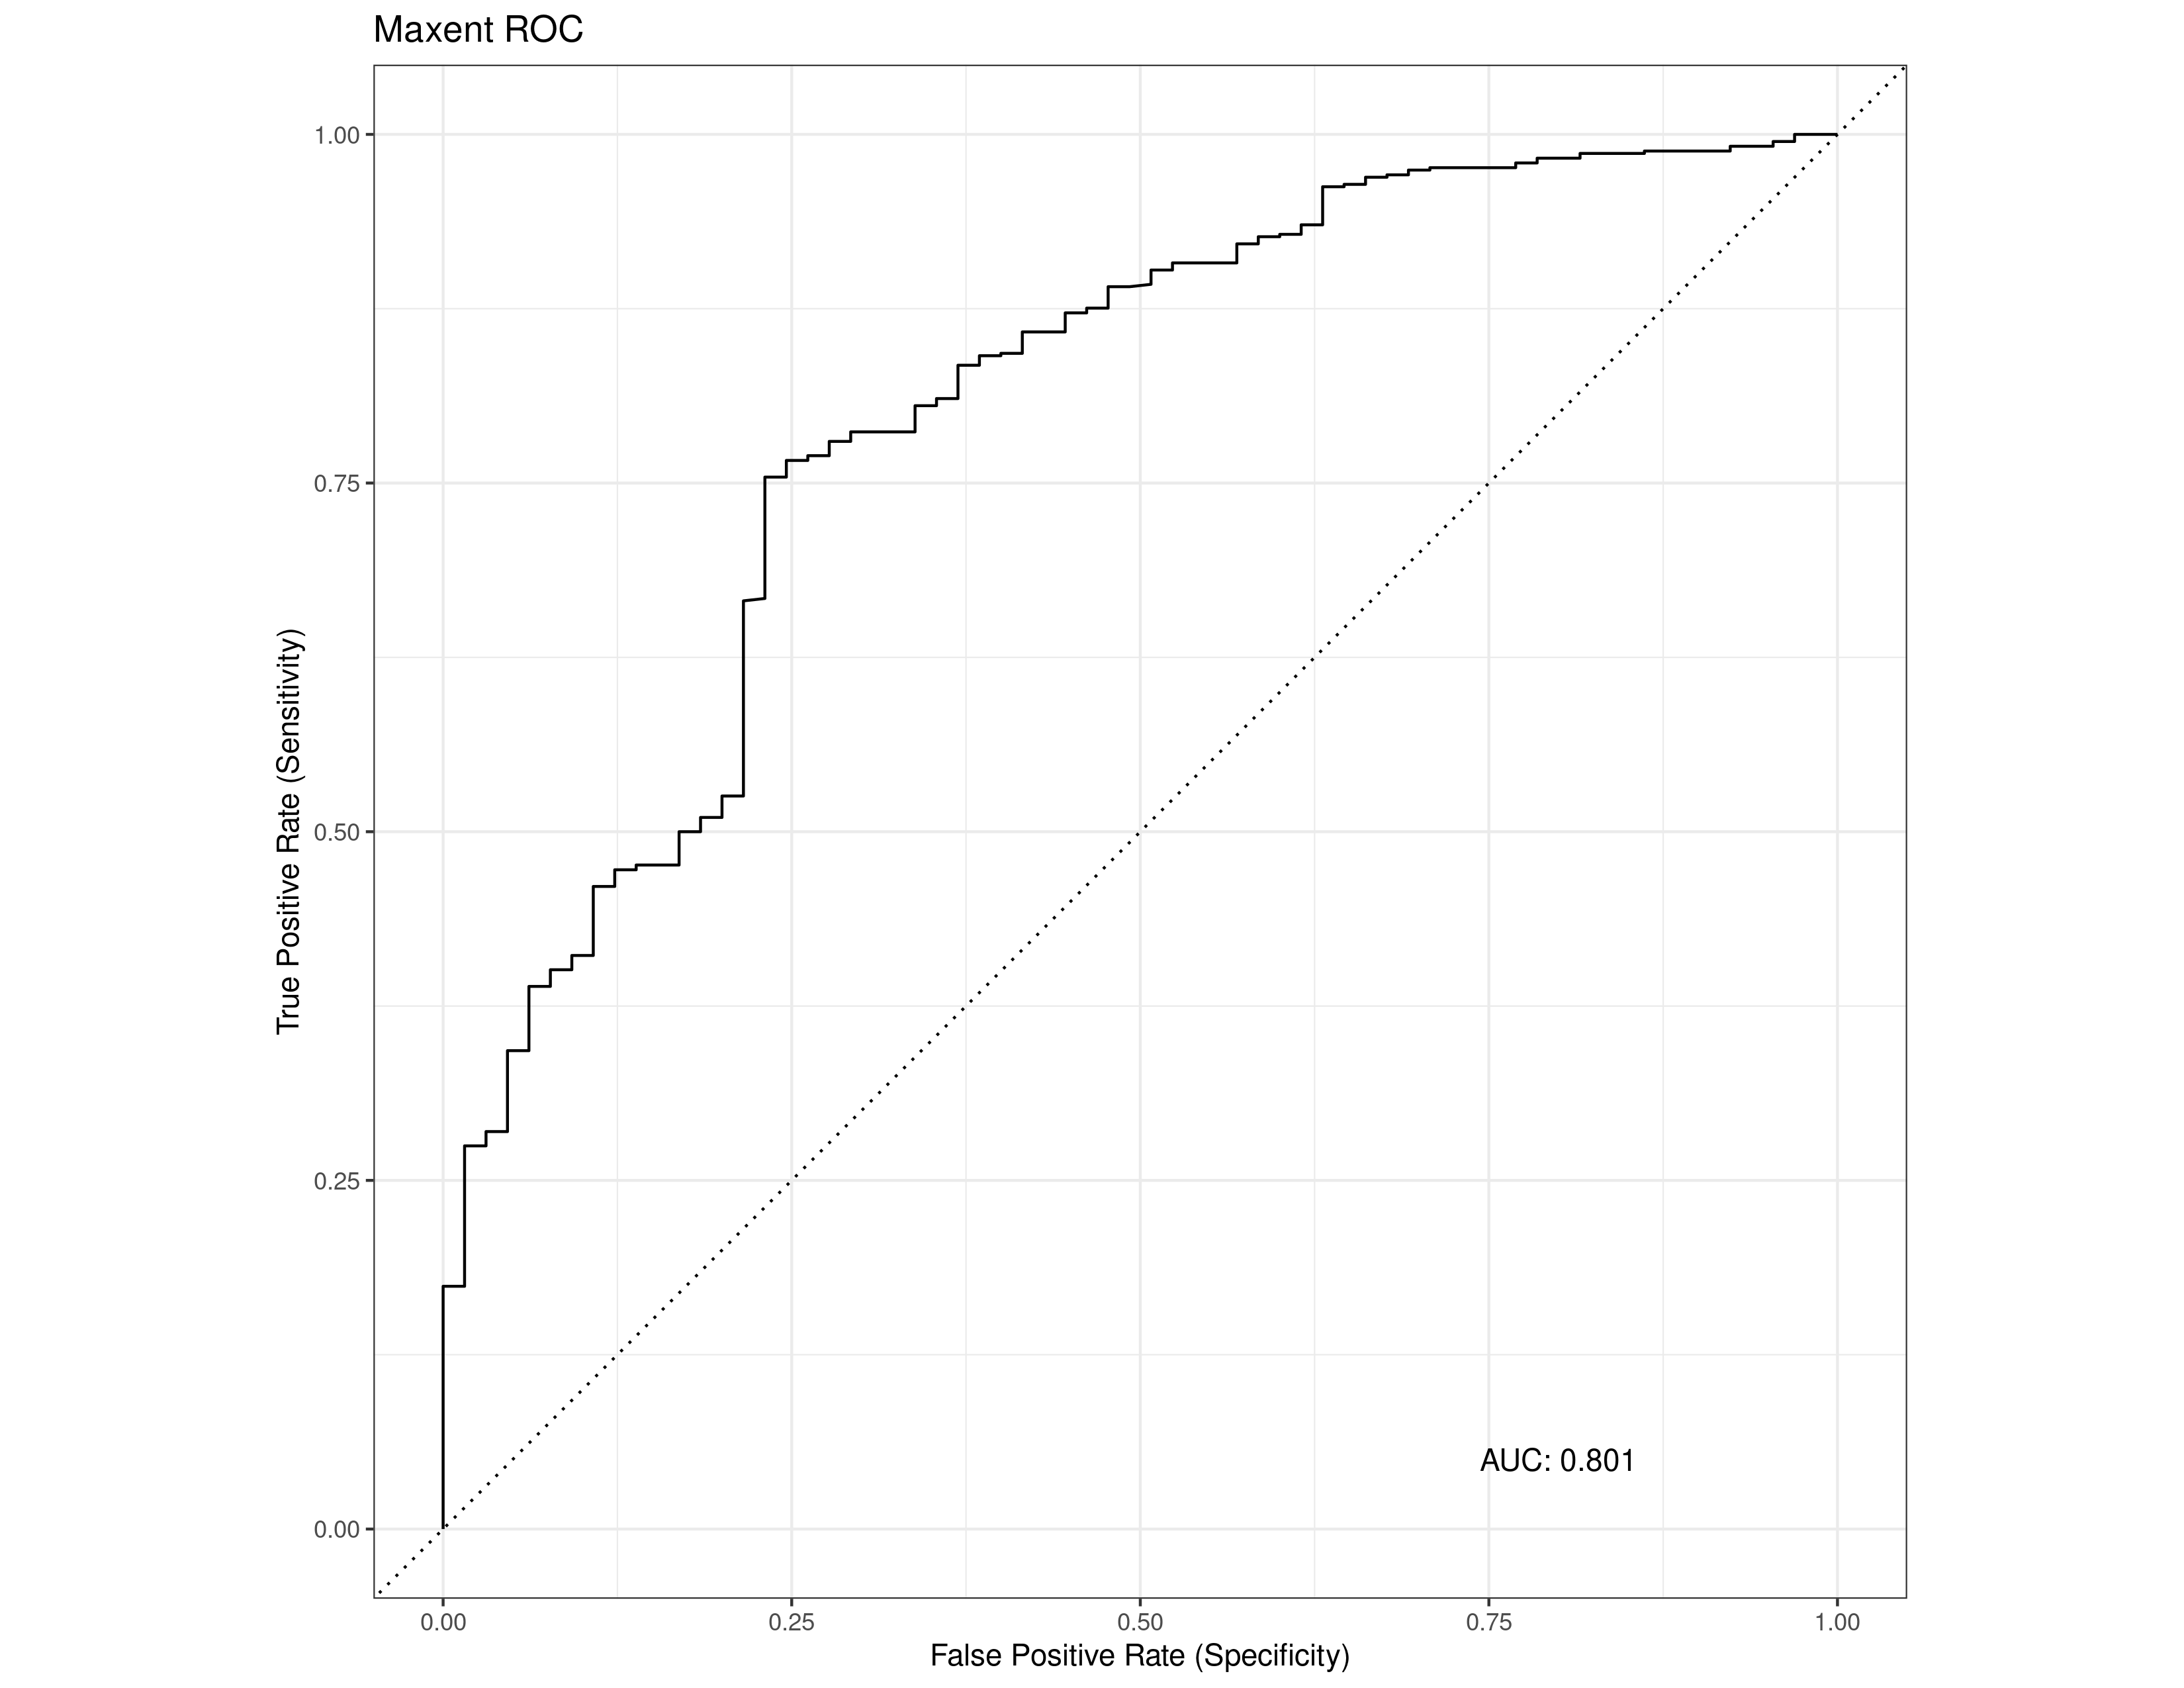 Maxent ROC
True Positive Rate (Sensitivity)
1.00
0.75
0.50
0.25
0.00
AUC: 0.801
0.00 0.25 0.50 0.75 1.00
False Positive Rate (Specificity)